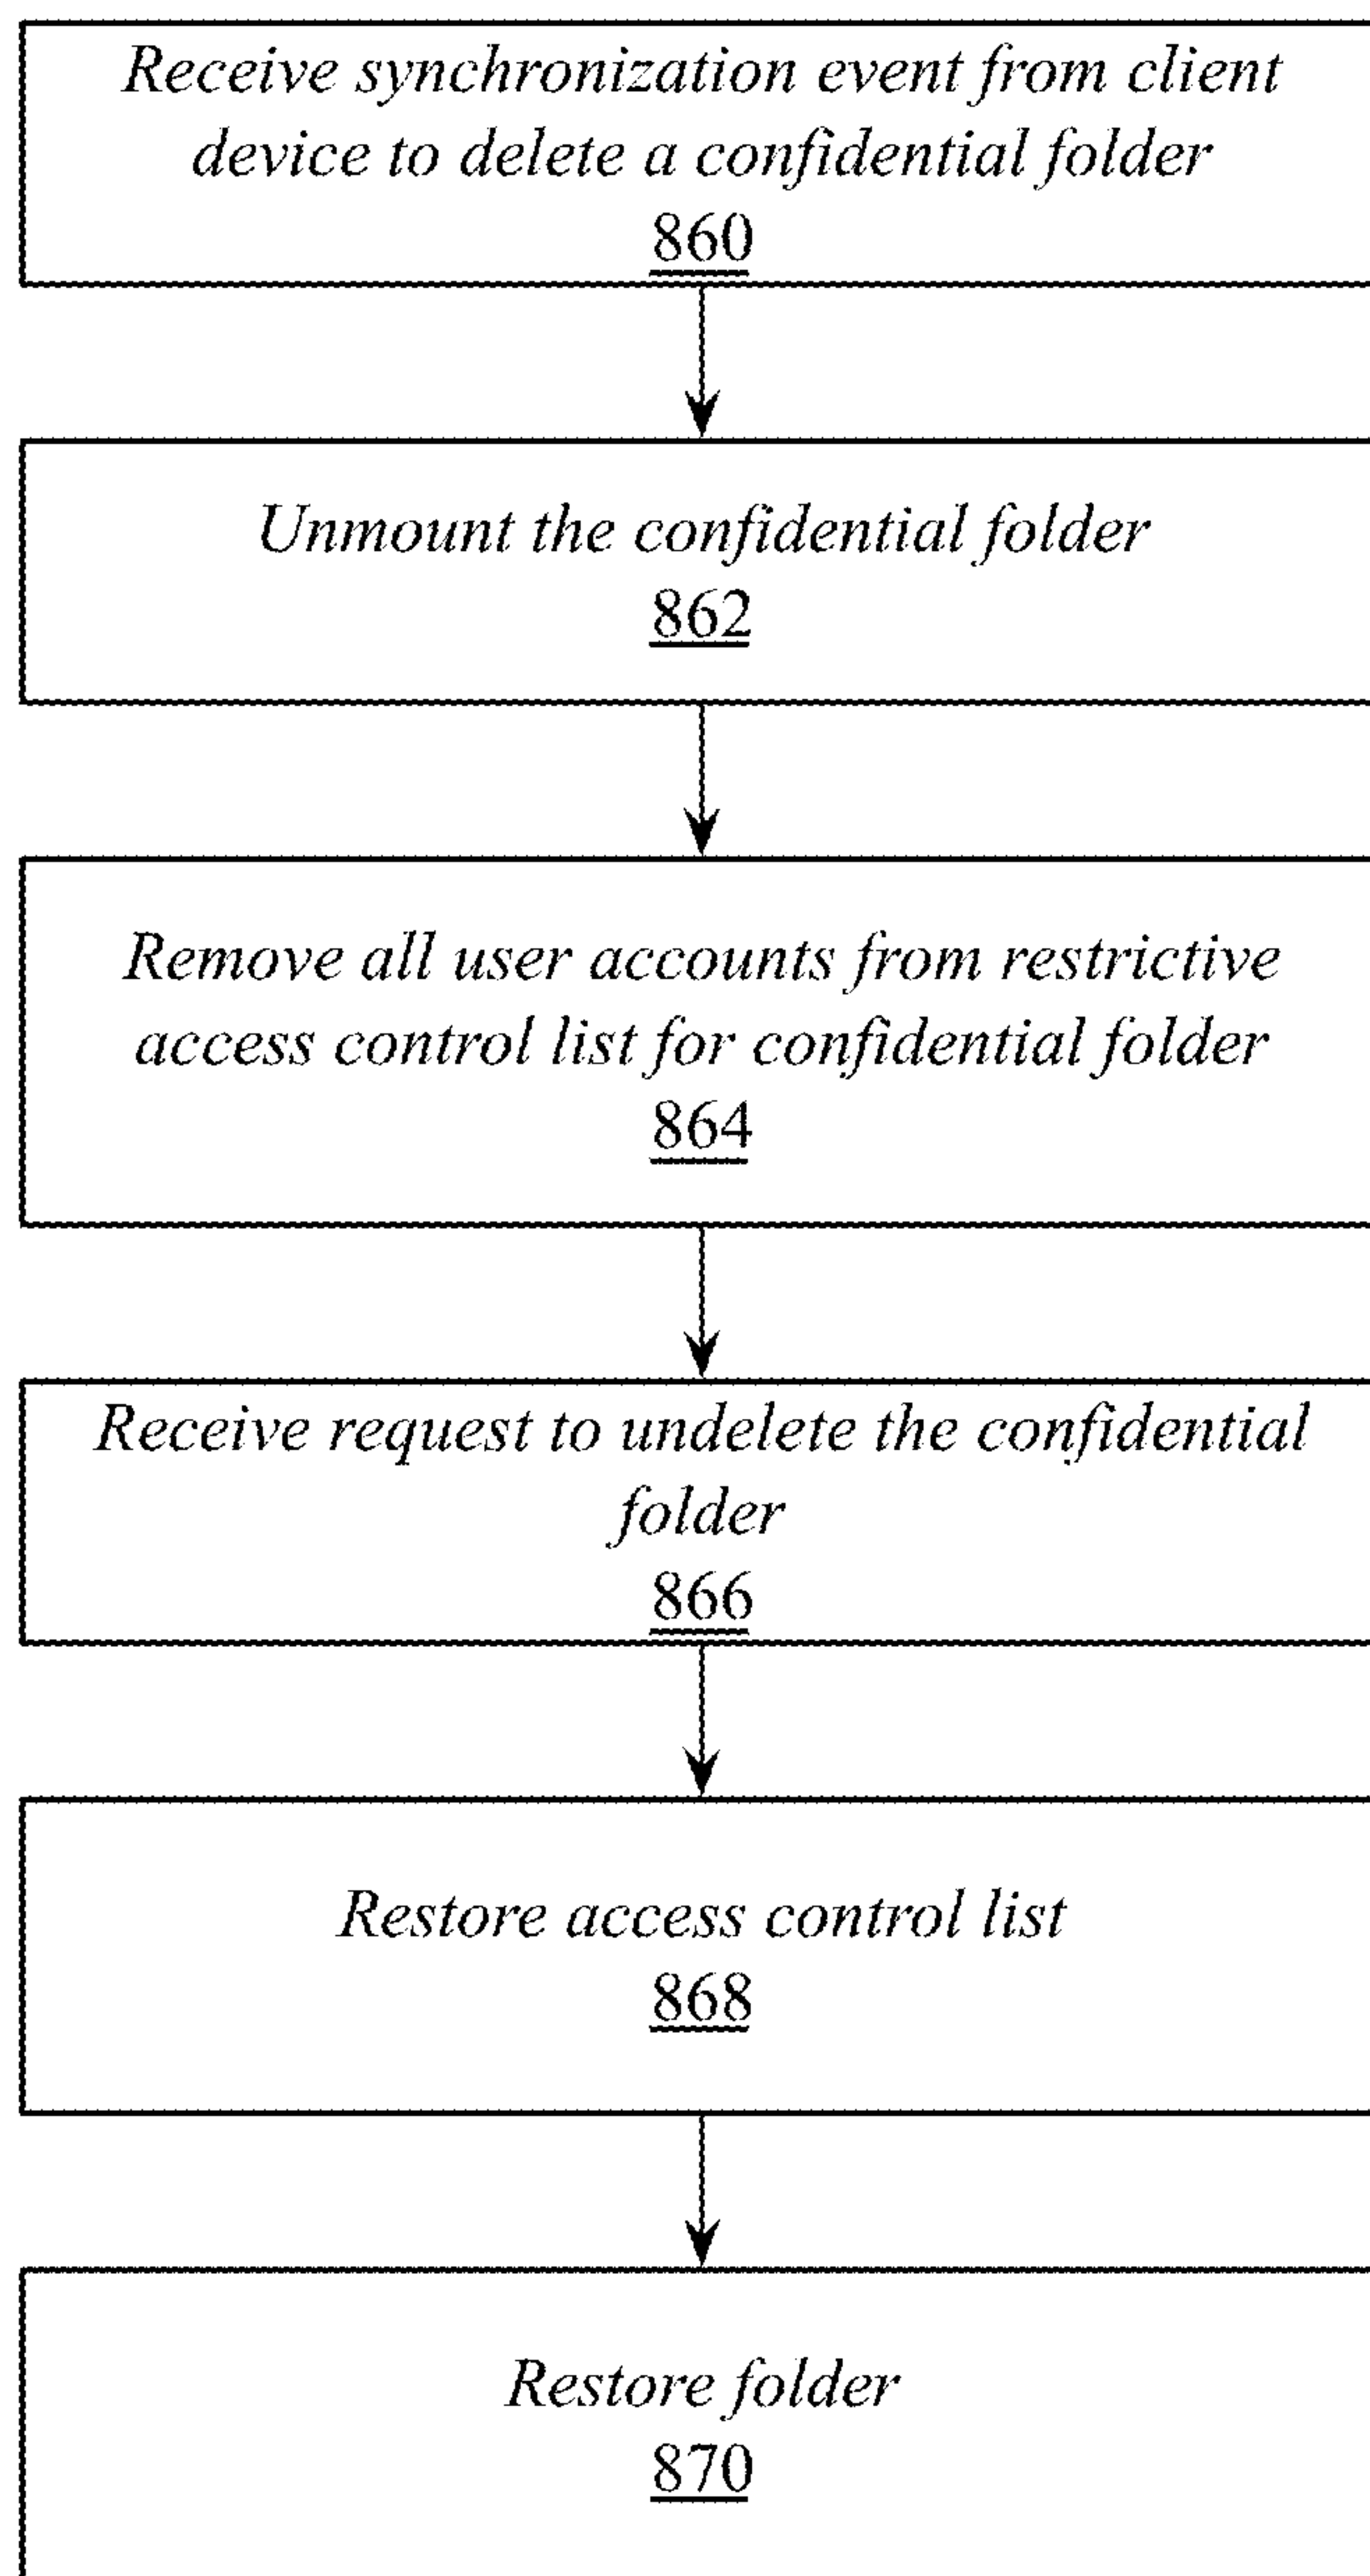 Receive synchronization event from client
device to delete a confidential folder
860
Unmount the confidential folder
862
Remove all user accounts from restrictive
access control list for confidential folder
864
Receive request to undelete the confidential
folder
866
Restore access control list
868
Restore folder
870